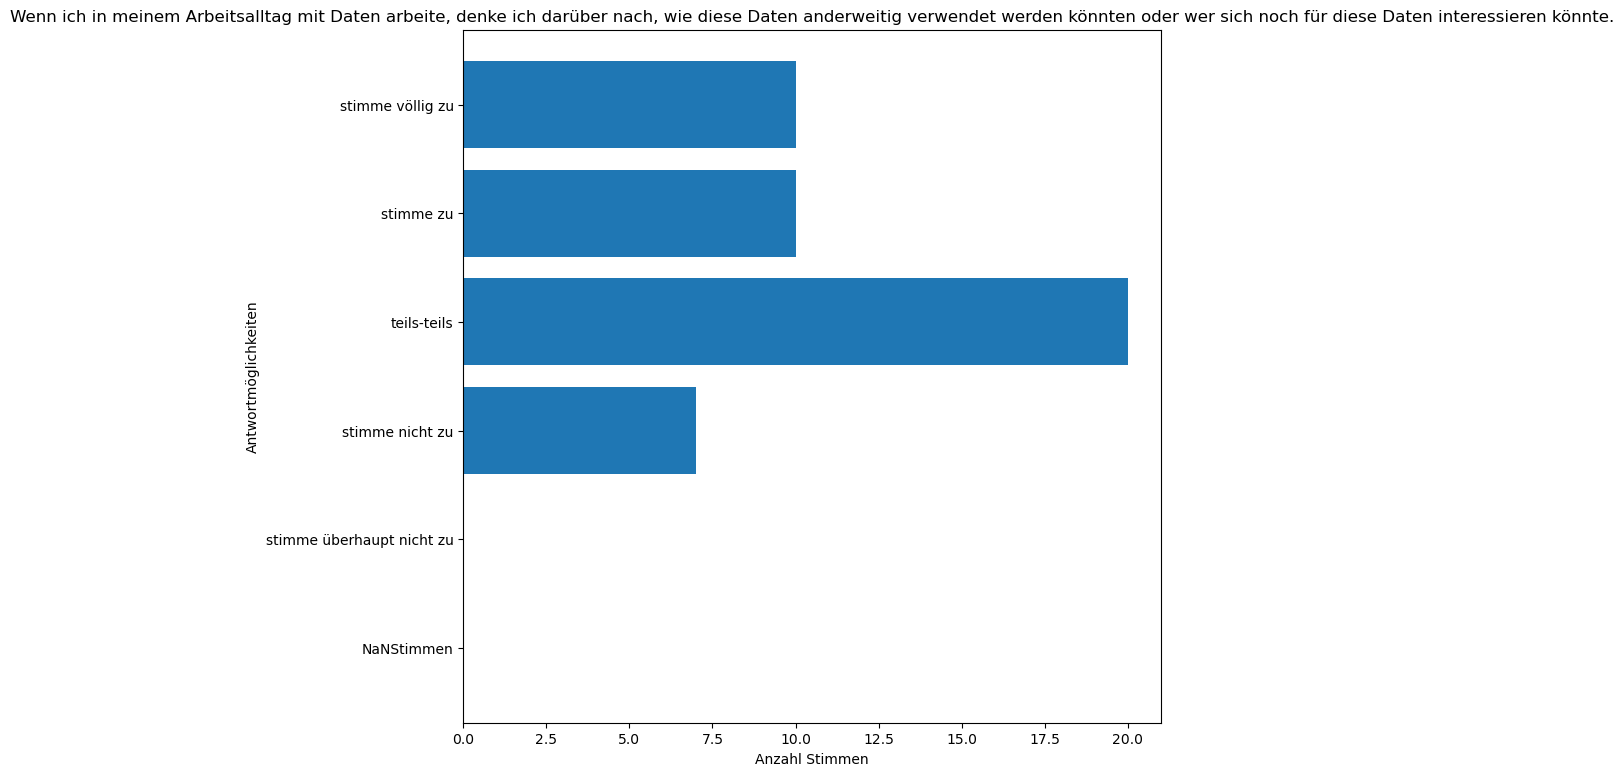 Wenn ich in meinem Arbeitsalltag mit Daten arbeite, denke ich darüber nach, wie diese Daten anderweitig verwendet werden könnten oder wer sich noch für diese Daten interessieren könnte.
stimme völlig zu
stimme zu
teils-teils
stimme nicht zu
stimme überhaupt nicht zu
NaNStimmen
Antwortmöglichkeiten
0.0 2.5 5.0 7.5 10.0 12.5 15.0 17.5 20.0
Anzahl Stimmen